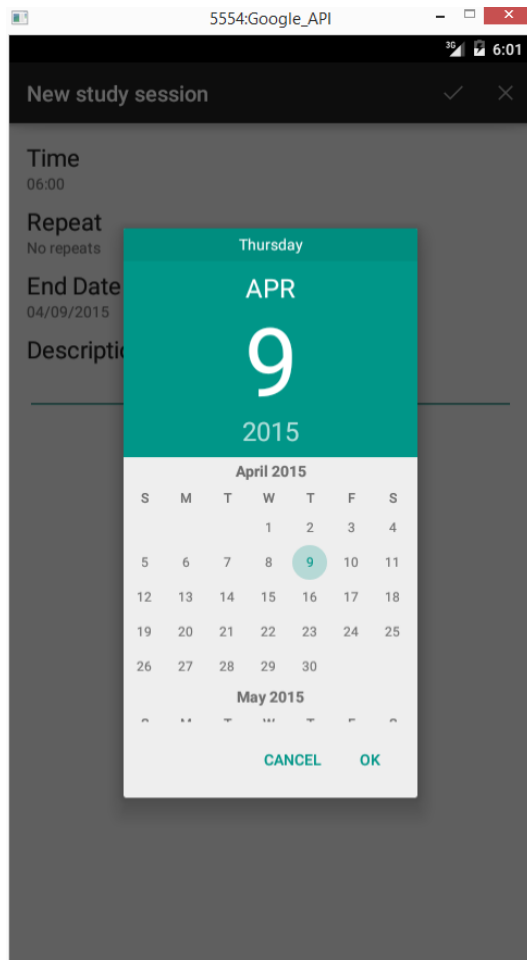 5554:Google_API
3G 6:01
New study session
Time
06:00
Repeat
No repeats
End Date
04/09/2015
Thursday
APR
9
2015
April 2015
S M T W T F S
1 2 3 4
5 6 7 8 9 10 11
12 13 14 15 16 17 18
19 20 21 22 23 24 25
26 27 28 29 30
May 2015
CANCEL OK